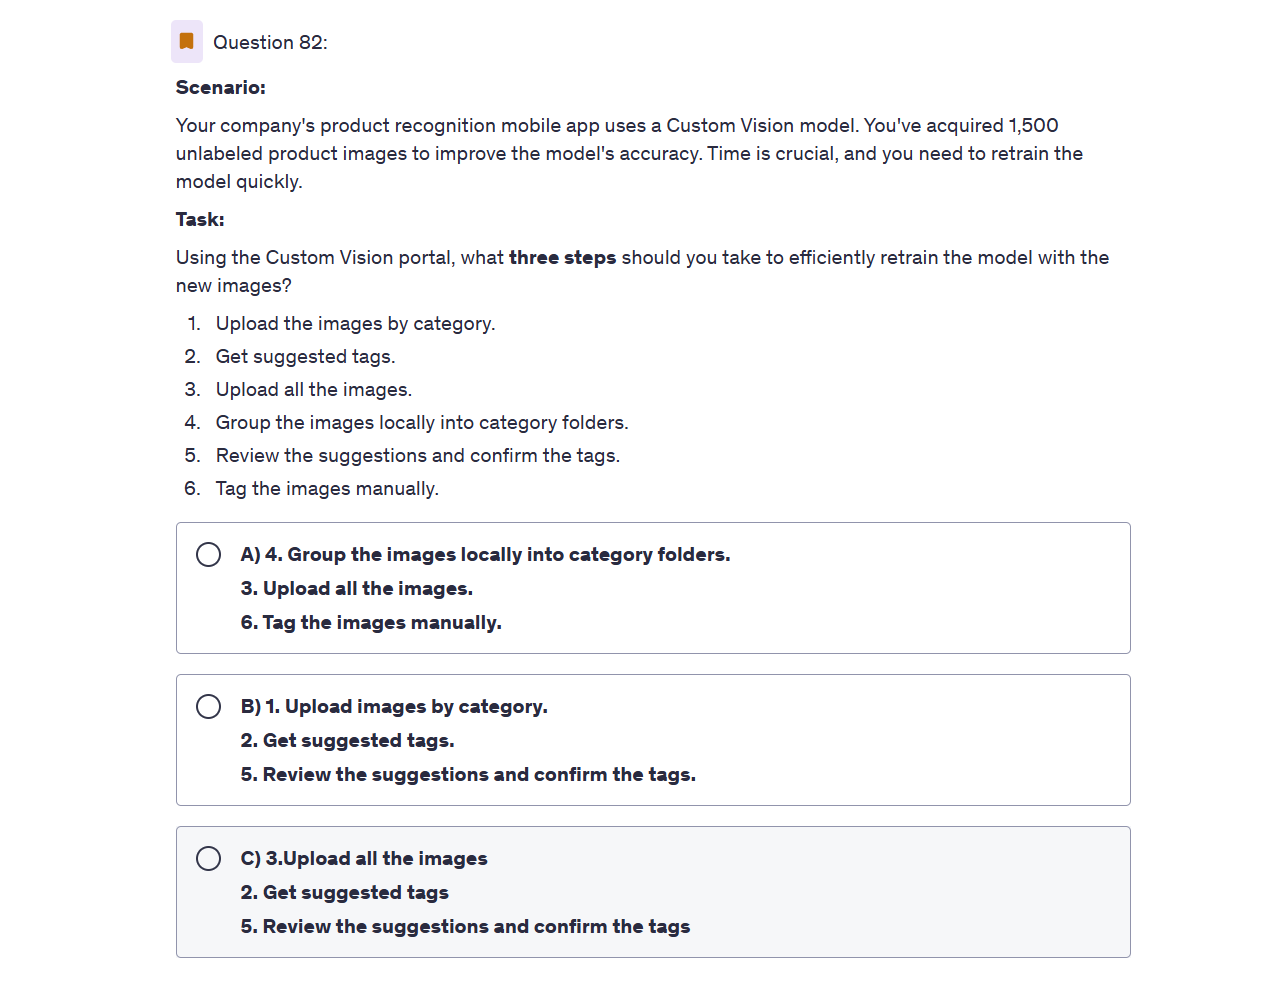 Question 82:
Scenario:
Your company's product recognition mobile app uses a Custom Vision model. You've acquired 1,500
unlabeled product images to improve the model's accuracy. Time is crucial, and you need to retrain the
model quickly.
Task:
Using the Custom Vision portal, what three steps should you take to efficiently retrain the model with the
new images?
1. Upload the images by category.
2. Get suggested tags.
3. Upload all the images.
4. Group the images locally into category folders.
5. Review the suggestions and confirm the tags.
6. Tag the images manually.
A) 4. Group the images locally into category folders.
3. Upload all the images.
6. Tag the images manually.
B) 1. Upload images by category.
2. Get suggested tags.
5. Review the suggestions and confirm the tags.
C) 3.Upload all the images
2. Get suggested tags
5. Review the suggestions and confirm the tags